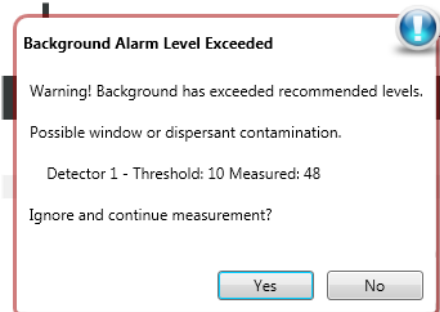 Background Alarm Level Exceeded
Warning! Background has exceeded recommended levels.
Possible window or dispersant contamination.
Detector 1 - Threshold: 10 Measured: 48
Ignore and continue measurement?
Yes No